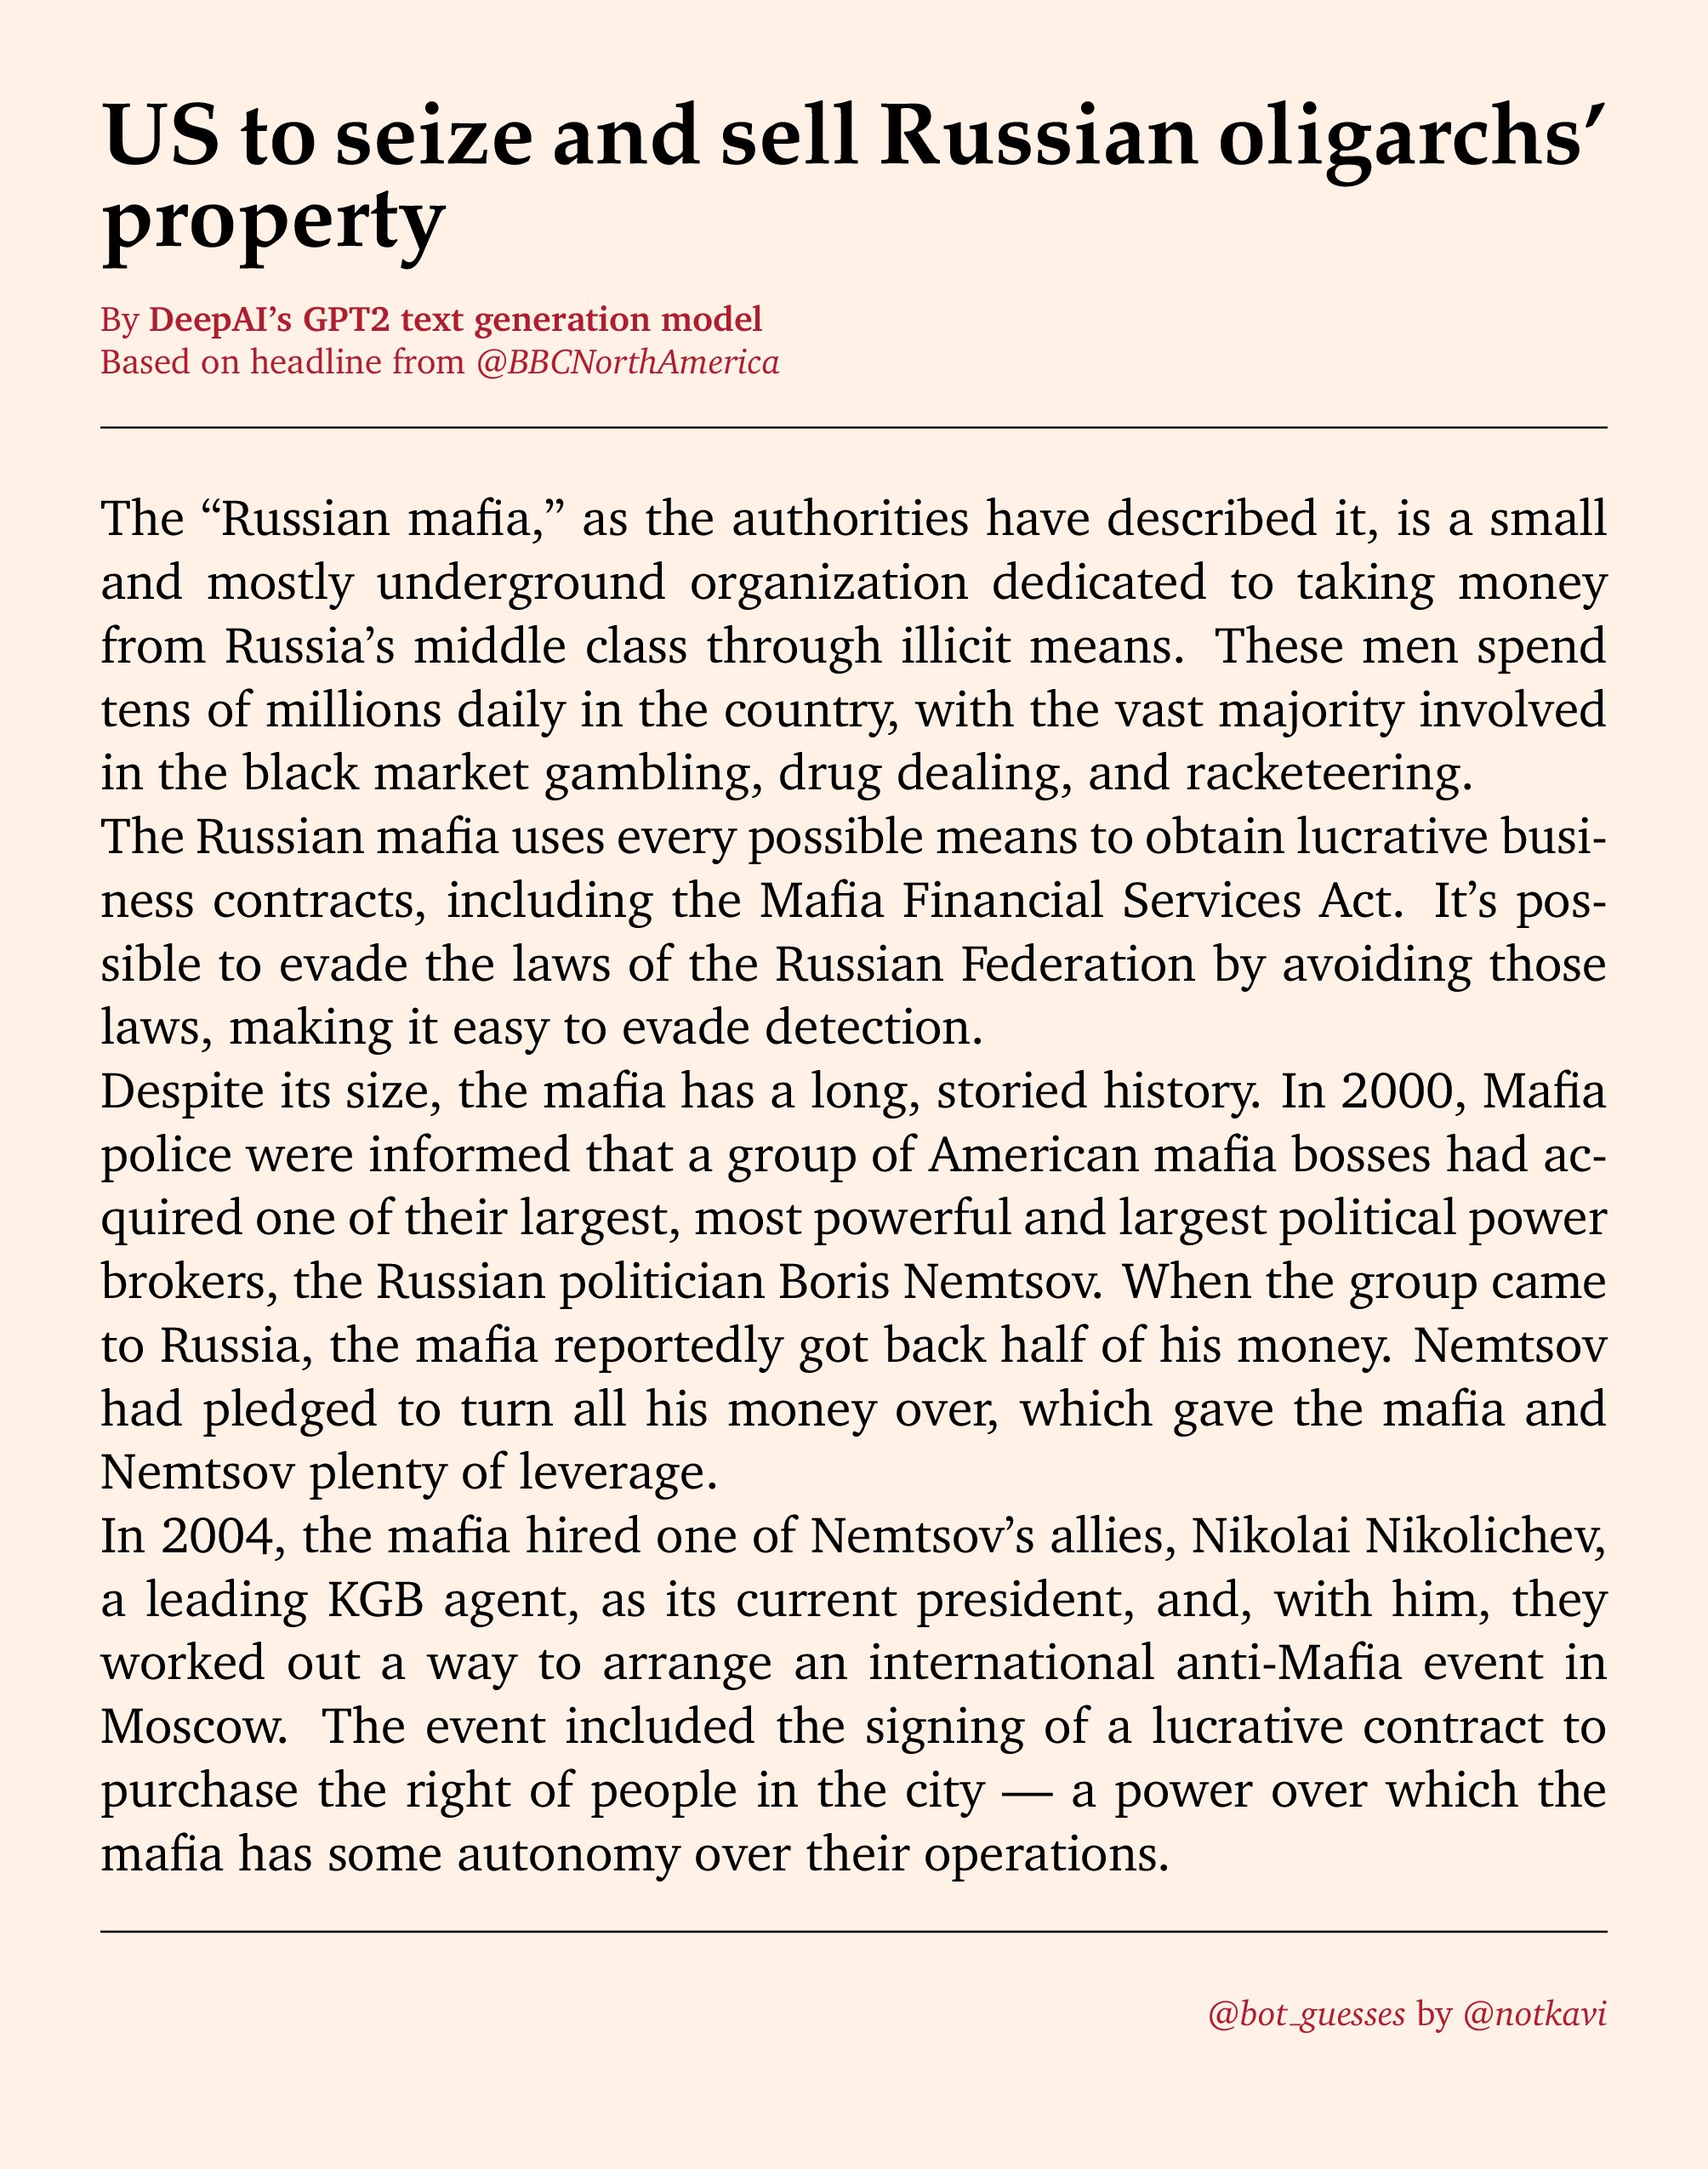 US to seize and sell Russian oligarchs’
property
By DeepAI’s GPT2 text generation model
Based on headline from @BBCNorthAmerica
The “Russian mafia,” as the authorities have described it, is a small
and mostly underground organization dedicated to taking money
from Russia’s middle class through illicit means. These men spend
tens of millions daily in the country, with the vast majority involved
in the black market gambling, drug dealing, and racketeering.
The Russian mafia uses every possible means to obtain lucrative busi-
ness contracts, including the Mafia Financial Services Act. It’s pos-
sible to evade the laws of the Russian Federation by avoiding those
laws, making it easy to evade detection.
Despite its size, the mafia has a long, storied history. In 2000, Mafia
police were informed that a group of American mafia bosses had ac-
quired one of their largest, most powerful and largest political power
brokers, the Russian politician Boris Nemtsov. When the group came
to Russia, the mafia reportedly got back half of his money. Nemtsov
had pledged to turn all his money over, which gave the mafia and
Nemtsov plenty of leverage.
In 2004, the mafia hired one of Nemtsov’s allies, Nikolai Nikolichev,
a leading KGB agent, as its current president, and, with him, they
worked out a way to arrange an international anti-Mafia event in
Moscow. The event included the signing of a lucrative contract to
purchase the right of people in the city — a power over which the
mafia has some autonomy over their operations.
@bot_guesses by @notkavi